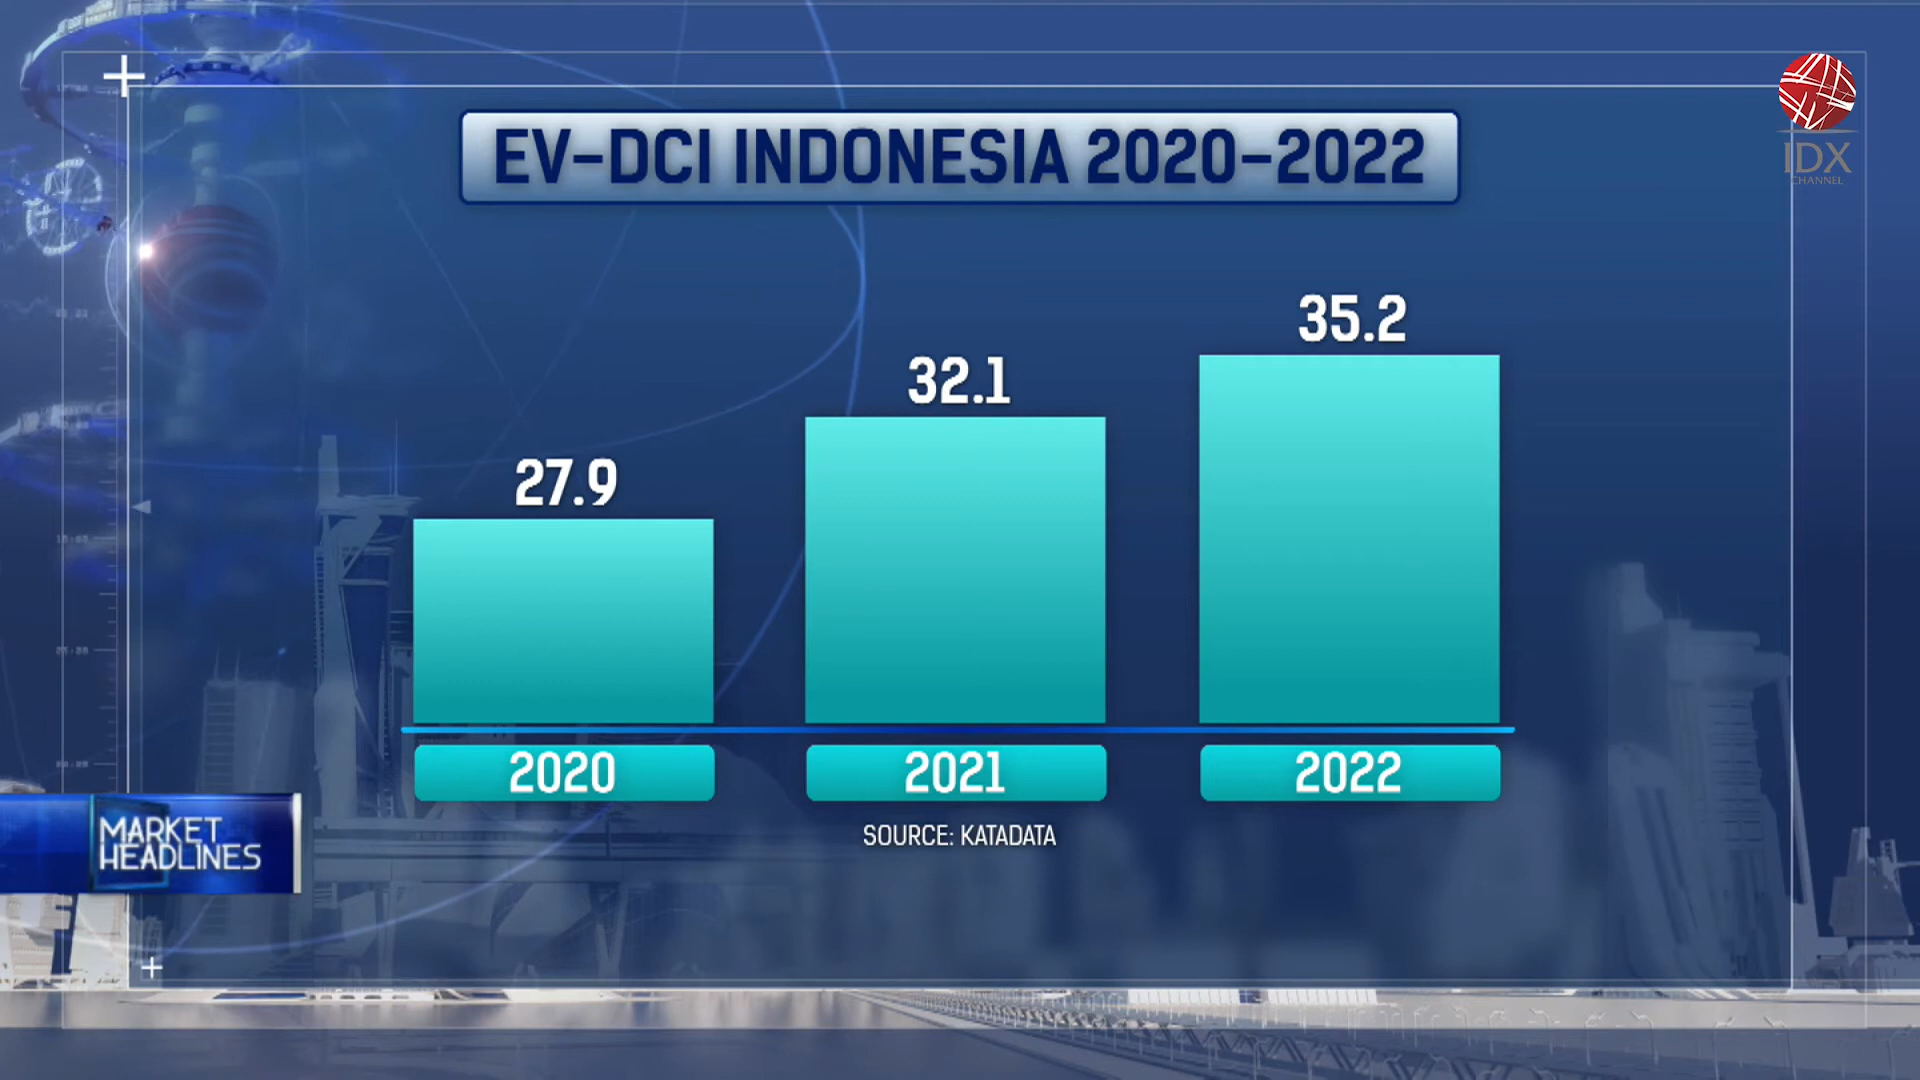 EV-DCI INDONESIA 2020-2022
IDX
CHANNEL
35.2
32.1
27.9
2020
2021
2022
SOURCE: KATADATA
MARKET
HEADLINES